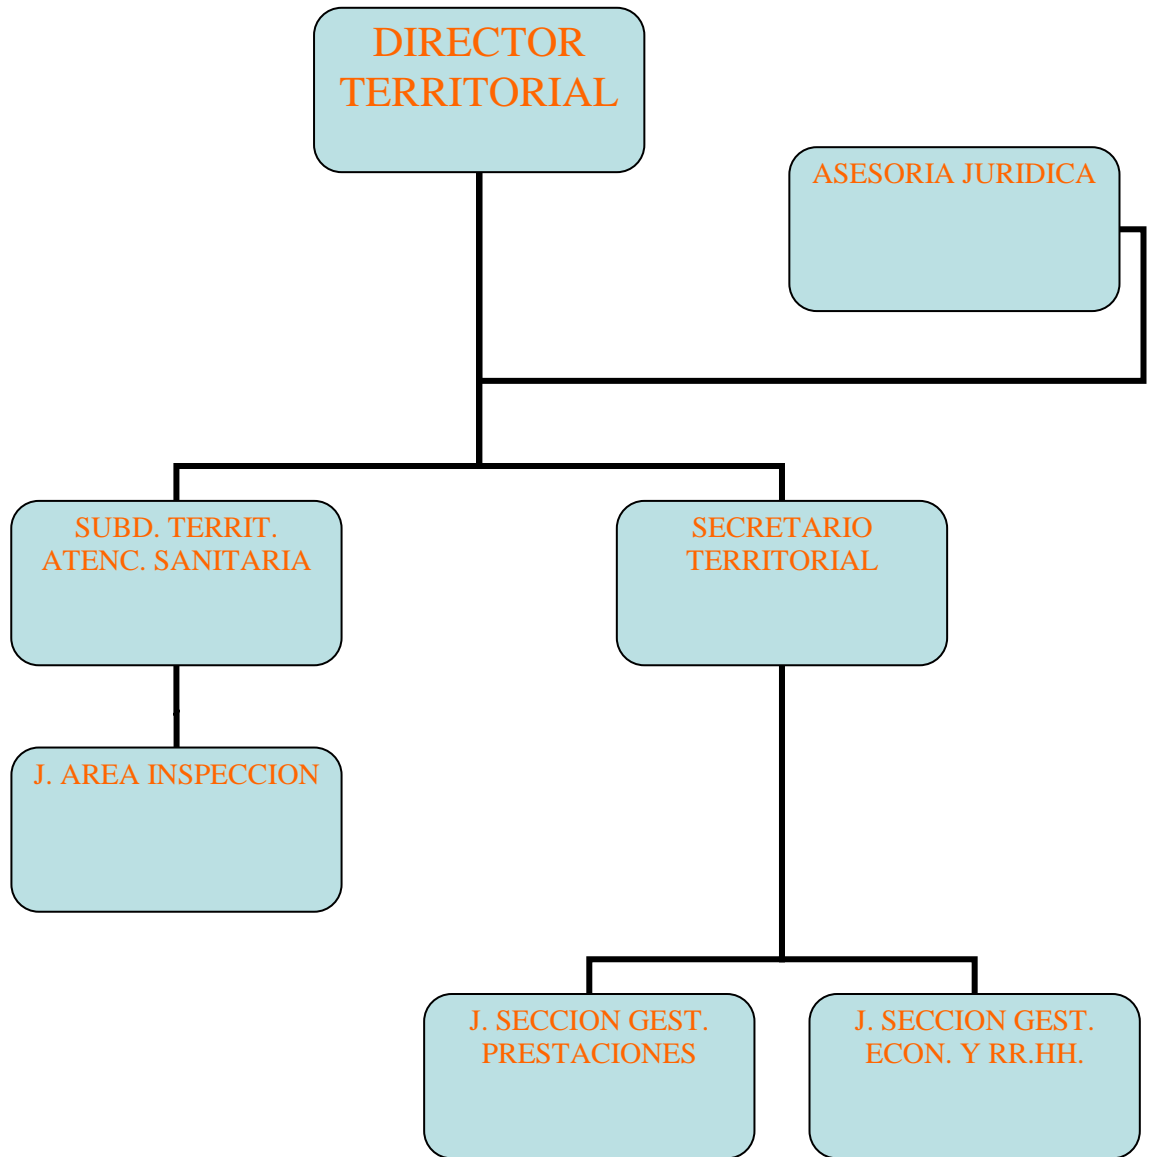 DIRECTOR
TERRITORIAL
ASESORIA JURIDICA
SUBD. TERRIT.
ATENC. SANITARIA
SECRETARIO
TERRITORIAL
J. AREA INSPECCION
J. SECCION GEST.
PRESTACIONES
J. SECCION GEST.
ECON. Y RR.HH.